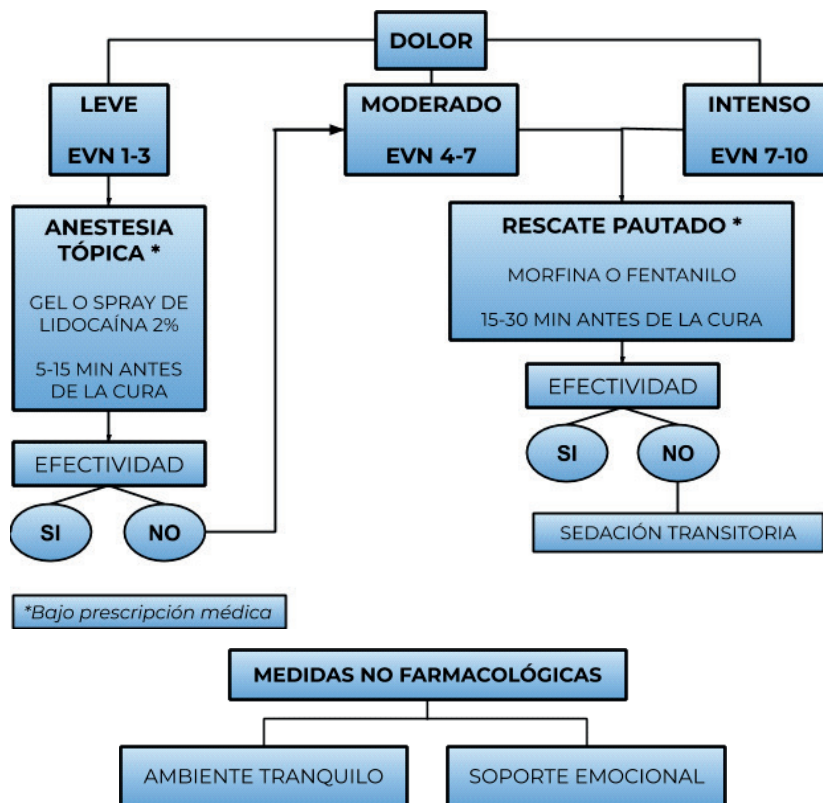 DOLOR
LEVE
EVN 1-3
MODERADO
EVN 4-7
INTENSO
EVN 7-10
ANESTESIA
TÓPICA *
GEL O SPRAY DE
LIDOCAÍNA 2%
5-15 MIN ANTES
DE LA CURA
RESCATE PAUTADO *
MORFINA O FENTANILO
15-30 MIN ANTES DE LA CURA
EFECTIVIDAD
SI
NO
EFECTIVIDAD
SI
NO
SEDACIÓN TRANSITORIA
*Bajo prescripción médica
MEDIDAS NO FARMACOLÓGICAS
AMBIENTE TRANQUILO
SOPORTE EMOCIONAL